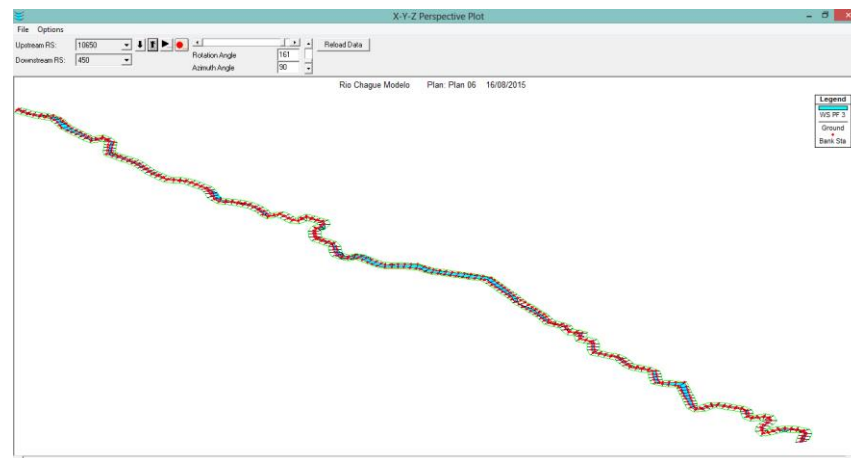 X-Y-Z Perspective Plot
File Options
Upstream RS: 10650
Downstream RS: 450
Rotation Angle 161
Azimuth Angle 90
Reload Data
Rio Chague Modelo Plan: Plan 06 16/08/2015
Legend
WS PF 3
Ground
Bank Sta